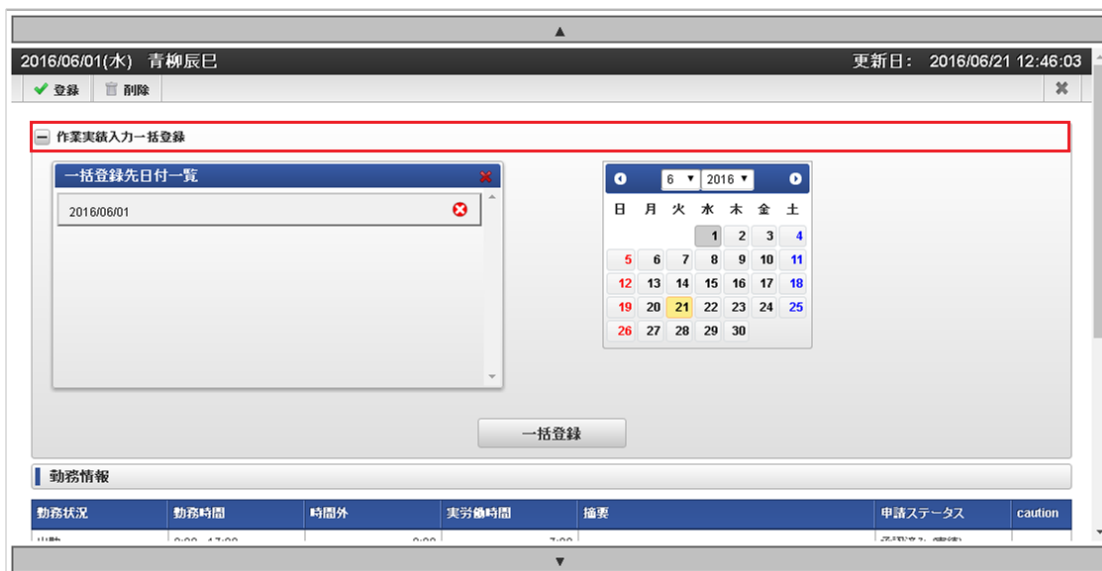 ▲
2016/06/01(水) 青柳辰巳 更新日: 2016/06/21 12:46:03
登録 削除
作業実績入力一括登録
一括登録先日付一覧
2016/06/01
6 ▼ 2016 ▼
日 月 火 水 木 金 土
1 2 3 4
5 6 7 8 9 10 11
12 13 14 15 16 17 18
19 20 21 22 23 24 25
26 27 28 29 30
一括登録
勤務情報
勤務状況 勤務時間 時間外 実労働時間 摘要 申請ステータス caution
▼